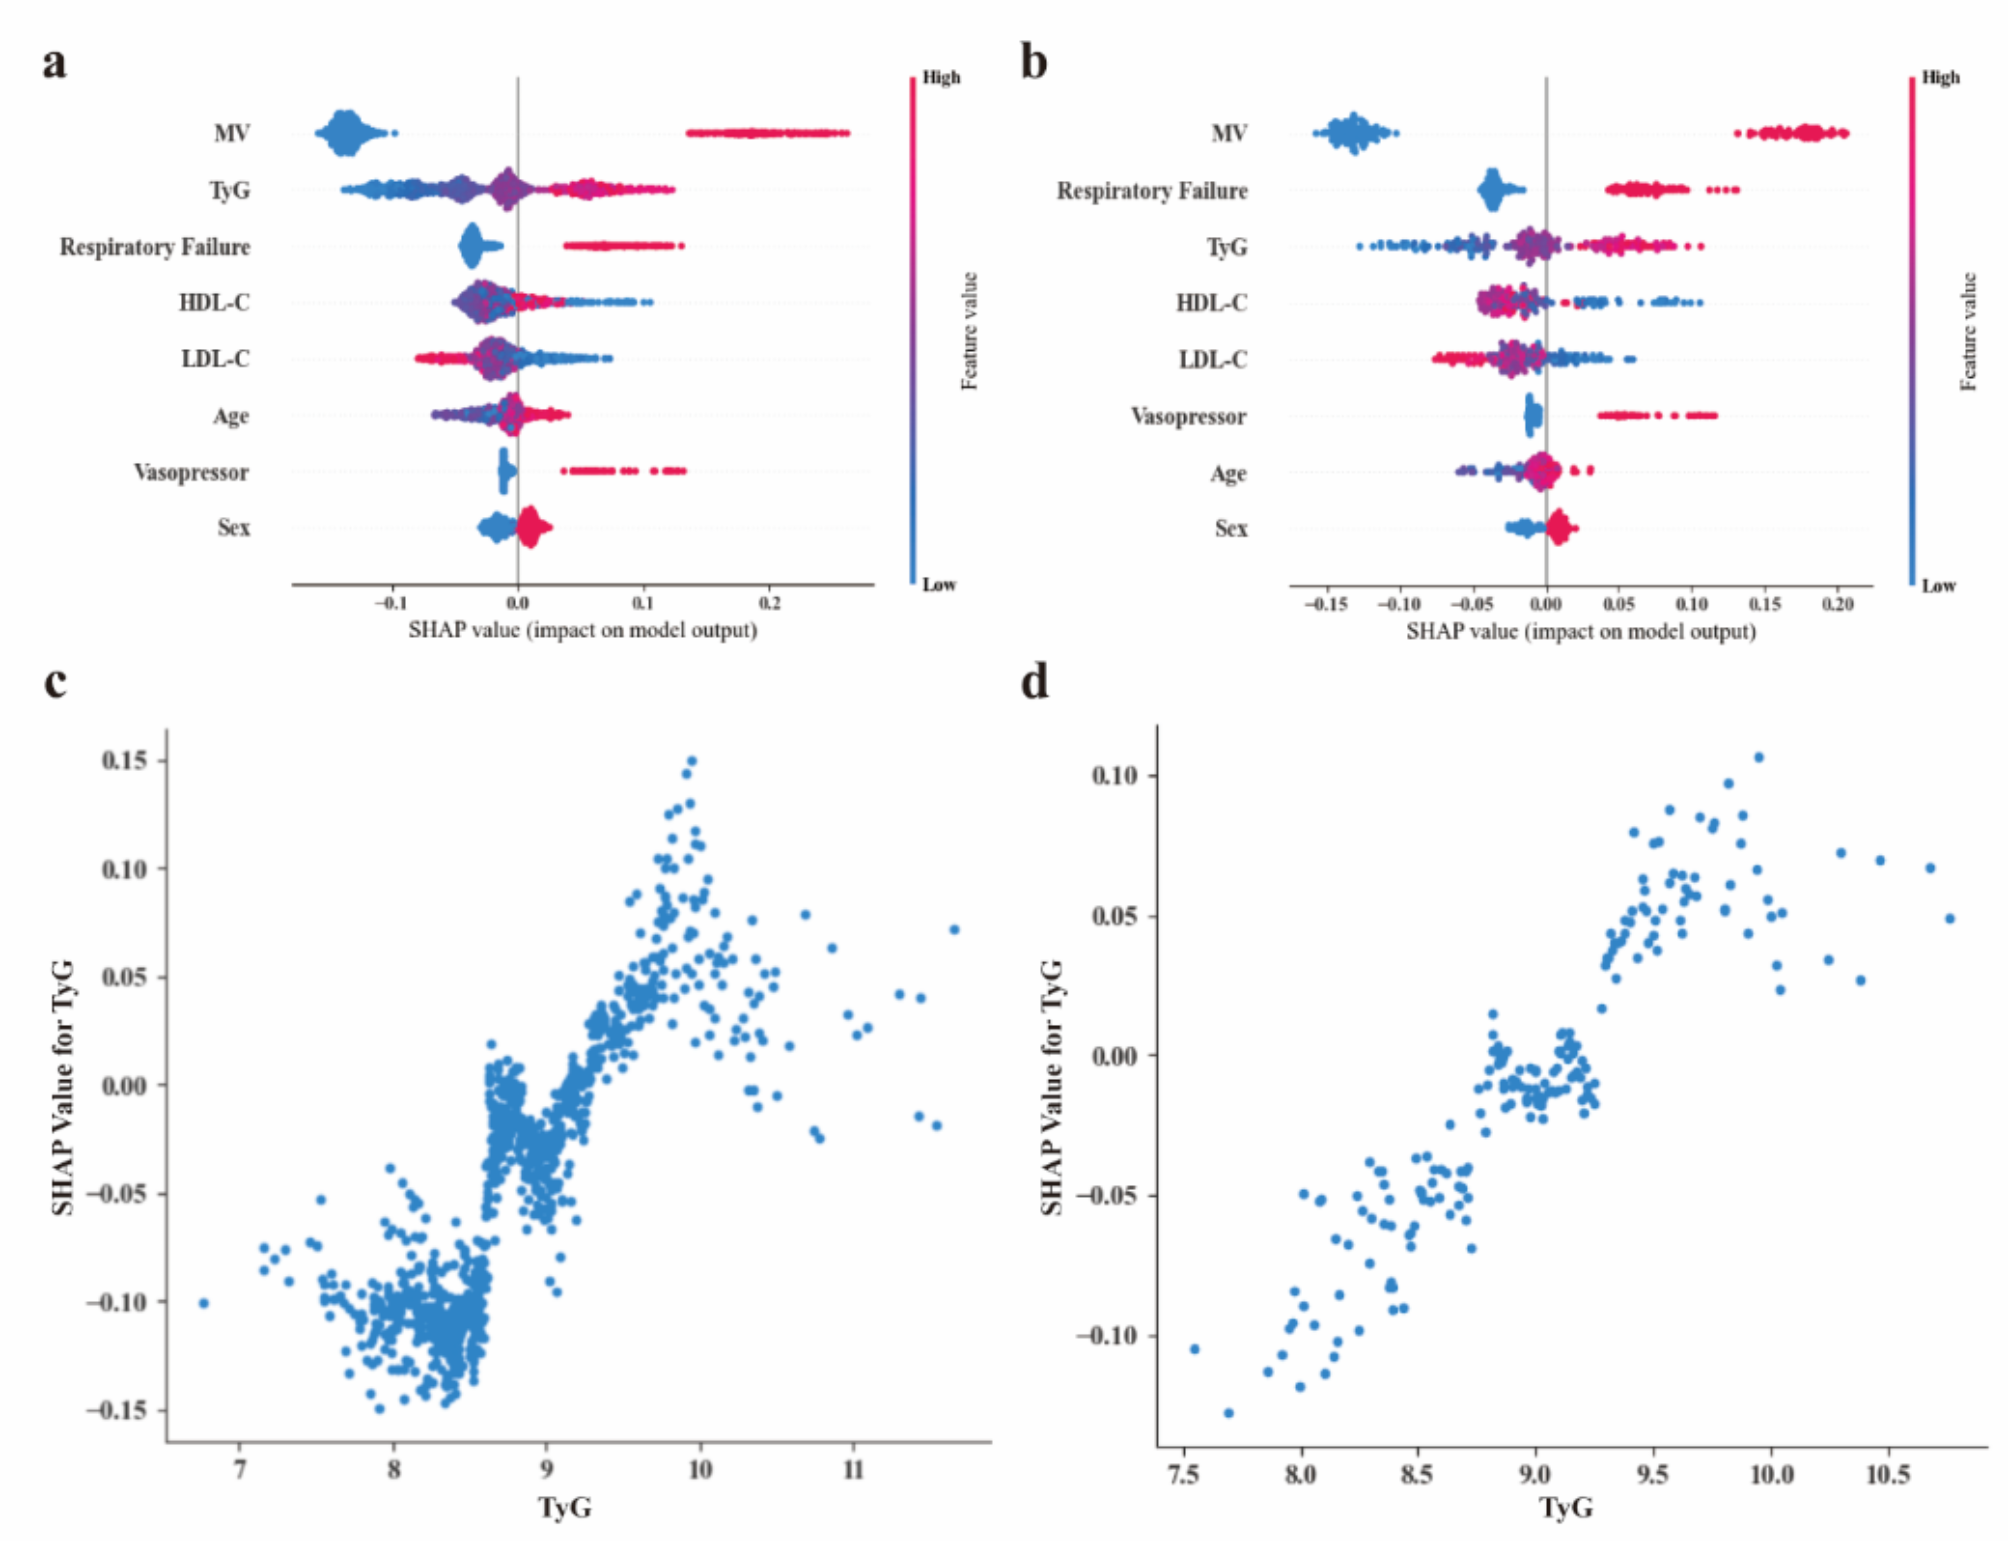 a
High
MV
TyG
Respiratory Failure
HDL-C
LDL-C
Age
Vasopressor
Sex
Feature value
Low
−0.1 0.0 0.1 0.2
SHAP value (impact on model output)
b
High
MV
Respiratory Failure
TyG
HDL-C
LDL-C
Vasopressor
Age
Sex
Feature value
Low
−0.15 −0.10 −0.05 0.00 0.05 0.10 0.15 0.20
SHAP value (impact on model output)
c
SHAP Value for TyG
0.15
0.10
0.05
0.00
−0.05
−0.10
−0.15
7 8 9 10 11
TyG
d
SHAP Value for TyG
0.10
0.05
0.00
−0.05
−0.10
7.5 8.0 8.5 9.0 9.5 10.0 10.5
TyG